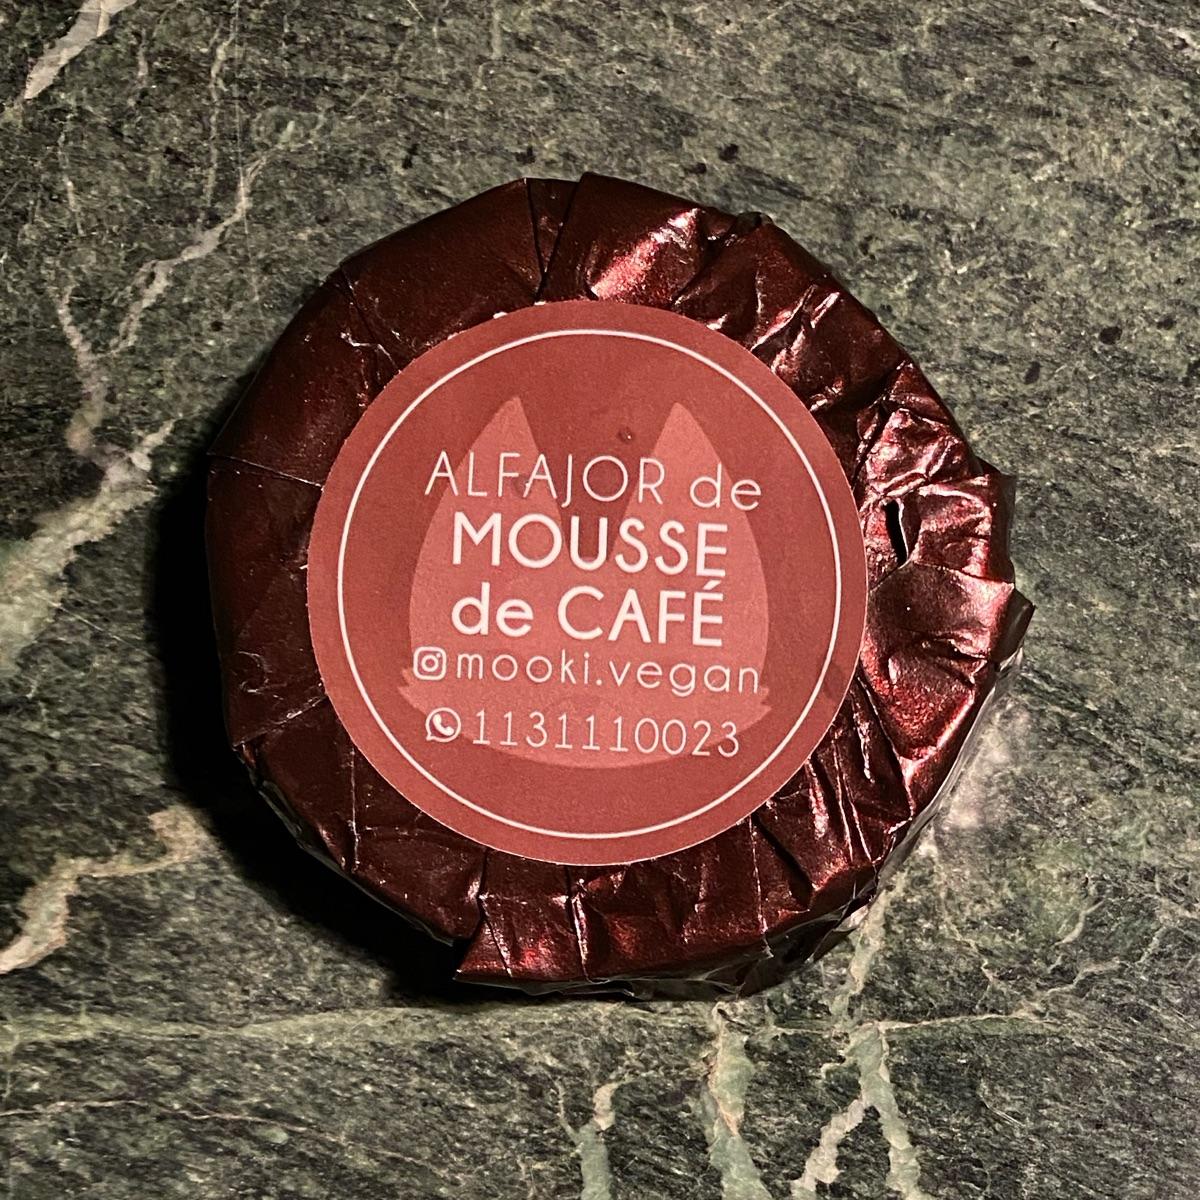 ALFAJOR de
MOUSSE
de CAFÉ
mooki.vegan
1131110023